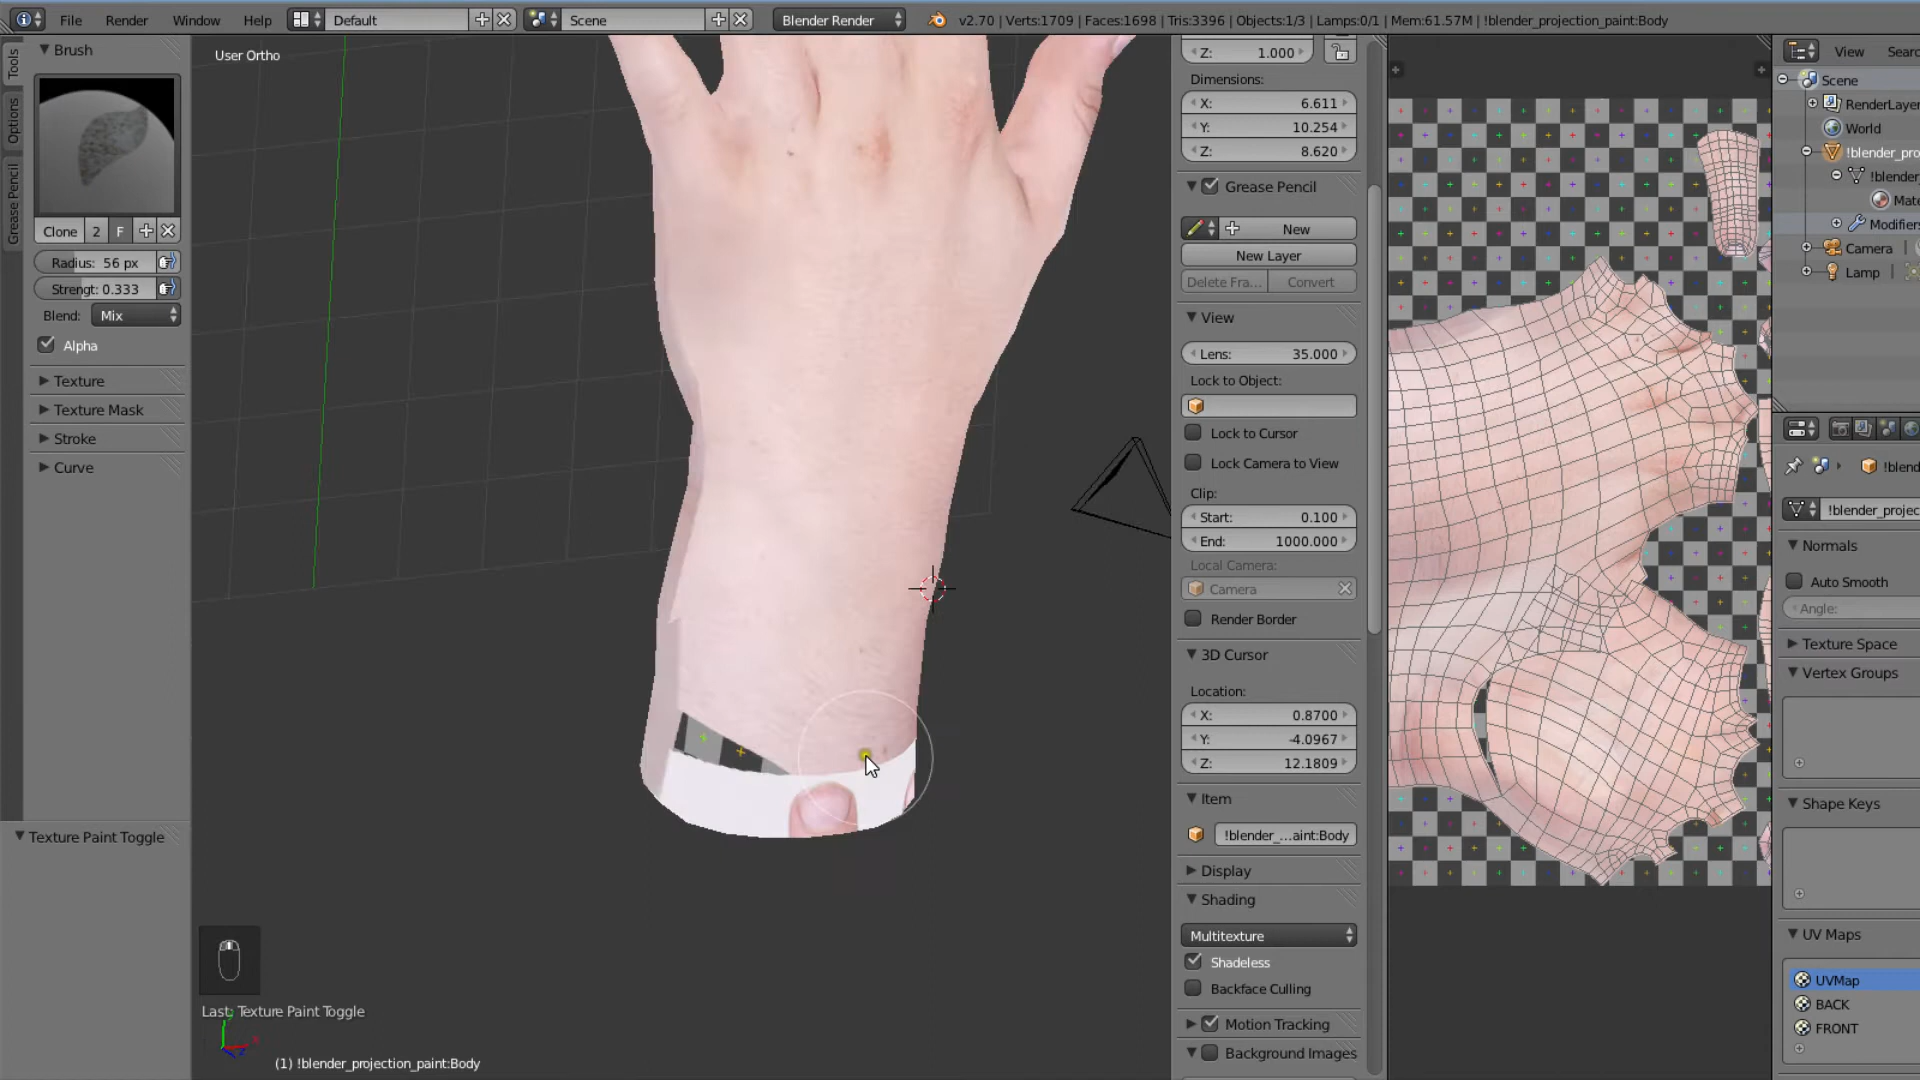 File Render Window Help Default Scene Blender Render v2.70 | Verts:1709 | Faces:1698 | Tris:3396 | Objects:1/3 | Lamps:0/1 | Mem:61.57M | !blender_projection_paint:Body
Tools
Options
Grease Pencil
Brush
Clone 2 F
Radius: 56 px
Strengt: 0.333
Blend: Mix
Alpha
Texture
Texture Mask
Stroke
Curve
Texture Paint Toggle
User Ortho
Last: Texture Paint Toggle
(1) !blender_projection_paint:Body
Z: 1.000
Dimensions:
X: 6.611
Y: 10.254
Z: 8.620
Grease Pencil
New
New Layer
Delete Fra... Convert
View
Lens: 35.000
Lock to Object:
Lock to Cursor
Lock Camera to View
Clip:
Start: 0.100
End: 1000.000
Local Camera:
Camera
Render Border
3D Cursor
Location:
X: 0.8700
Y: -4.0967
Z: 12.1809
Item
!blender_...aint:Body
Display
Shading
Multitexture
Shadeless
Backface Culling
Motion Tracking
Background Images
View Searc
Scene
RenderLayer
World
!blender_pro
!blender
Mate
Modifiers
Camera
Lamp
!blend
!blender_projec
Normals
Auto Smooth
Angle:
Texture Space
Vertex Groups
Shape Keys
UV Maps
UVMap
BACK
FRONT